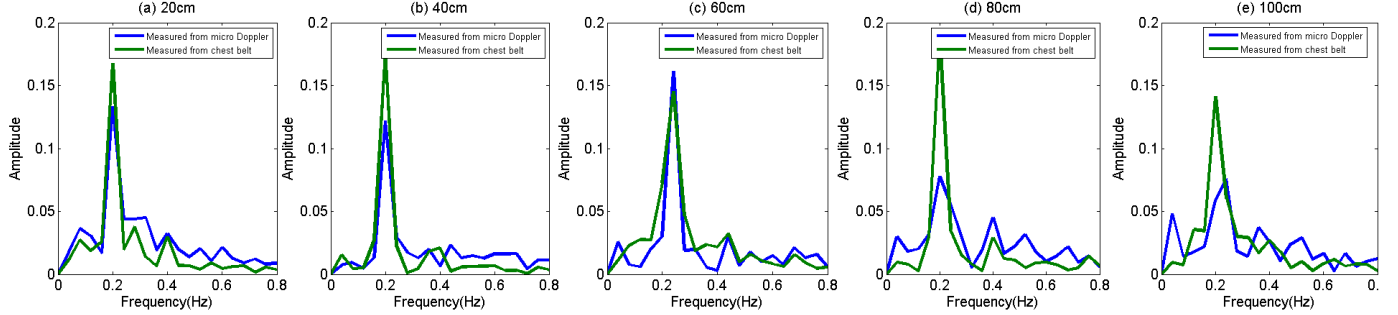 (a) 20cm
Measured from micro Doppler
Measured from chest belt
0.2
0.15
0.1
0.05
0
Amplitude
0 0.2 0.4 0.6 0.8
Frequency(Hz)
(b) 40cm
Measured from micro Doppler
Measured from chest belt
0.2
0.15
0.1
0.05
0
Amplitude
0 0.2 0.4 0.6 0.8
Frequency(Hz)
(c) 60cm
Measured from micro Doppler
Measured from chest belt
0.2
0.15
0.1
0.05
0
Amplitude
0 0.2 0.4 0.6 0.8
Frequency(Hz)
(d) 80cm
Measured from micro Doppler
Measured from chest belt
0.2
0.15
0.1
0.05
0
Amplitude
0 0.2 0.4 0.6 0.8
Frequency(Hz)
(e) 100cm
Measured from micro Doppler
Measured from chest belt
0.2
0.15
0.1
0.05
0
Amplitude
0 0.2 0.4 0.6 0.8
Frequency(Hz)